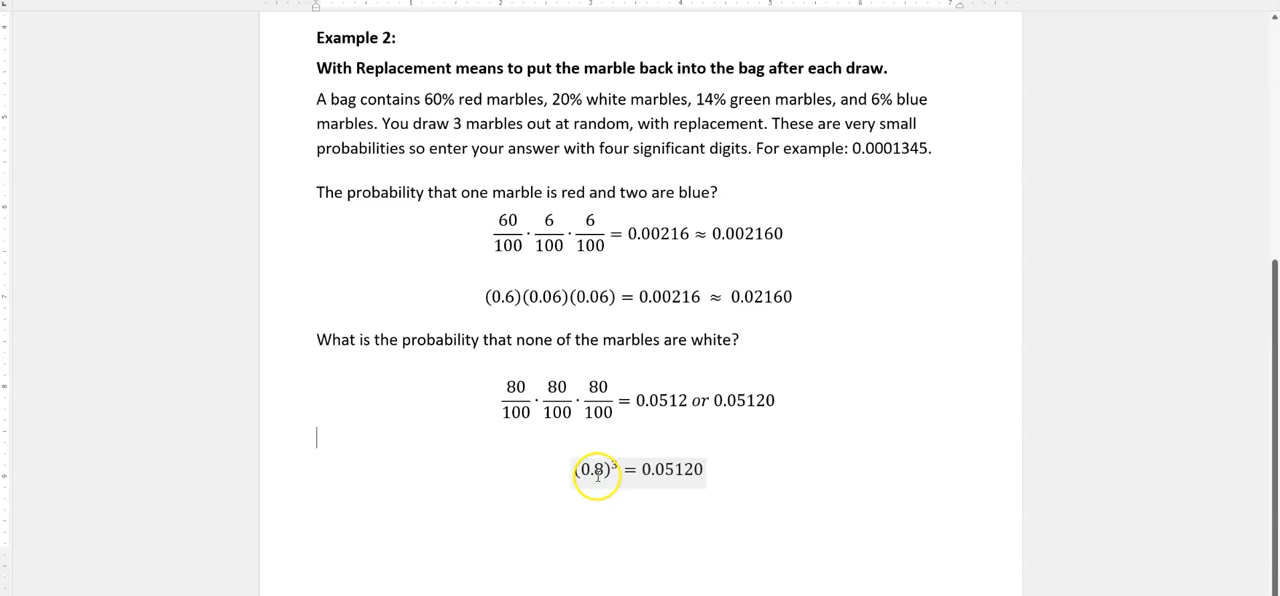 Example 2:
With Replacement means to put the marble back into the bag after each draw.
A bag contains 60% red marbles, 20% white marbles, 14% green marbles, and 6% blue
marbles. You draw 3 marbles out at random, with replacement. These are very small
probabilities so enter your answer with four significant digits. For example: 0.0001345.
The probability that one marble is red and two are blue?
60/100 · 6/100 · 6/100 = 0.00216 ≈ 0.002160
(0.6)(0.06)(0.06) = 0.00216 ≈ 0.02160
What is the probability that none of the marbles are white?
80/100 · 80/100 · 80/100 = 0.0512 or 0.05120
(0.8)³ = 0.05120